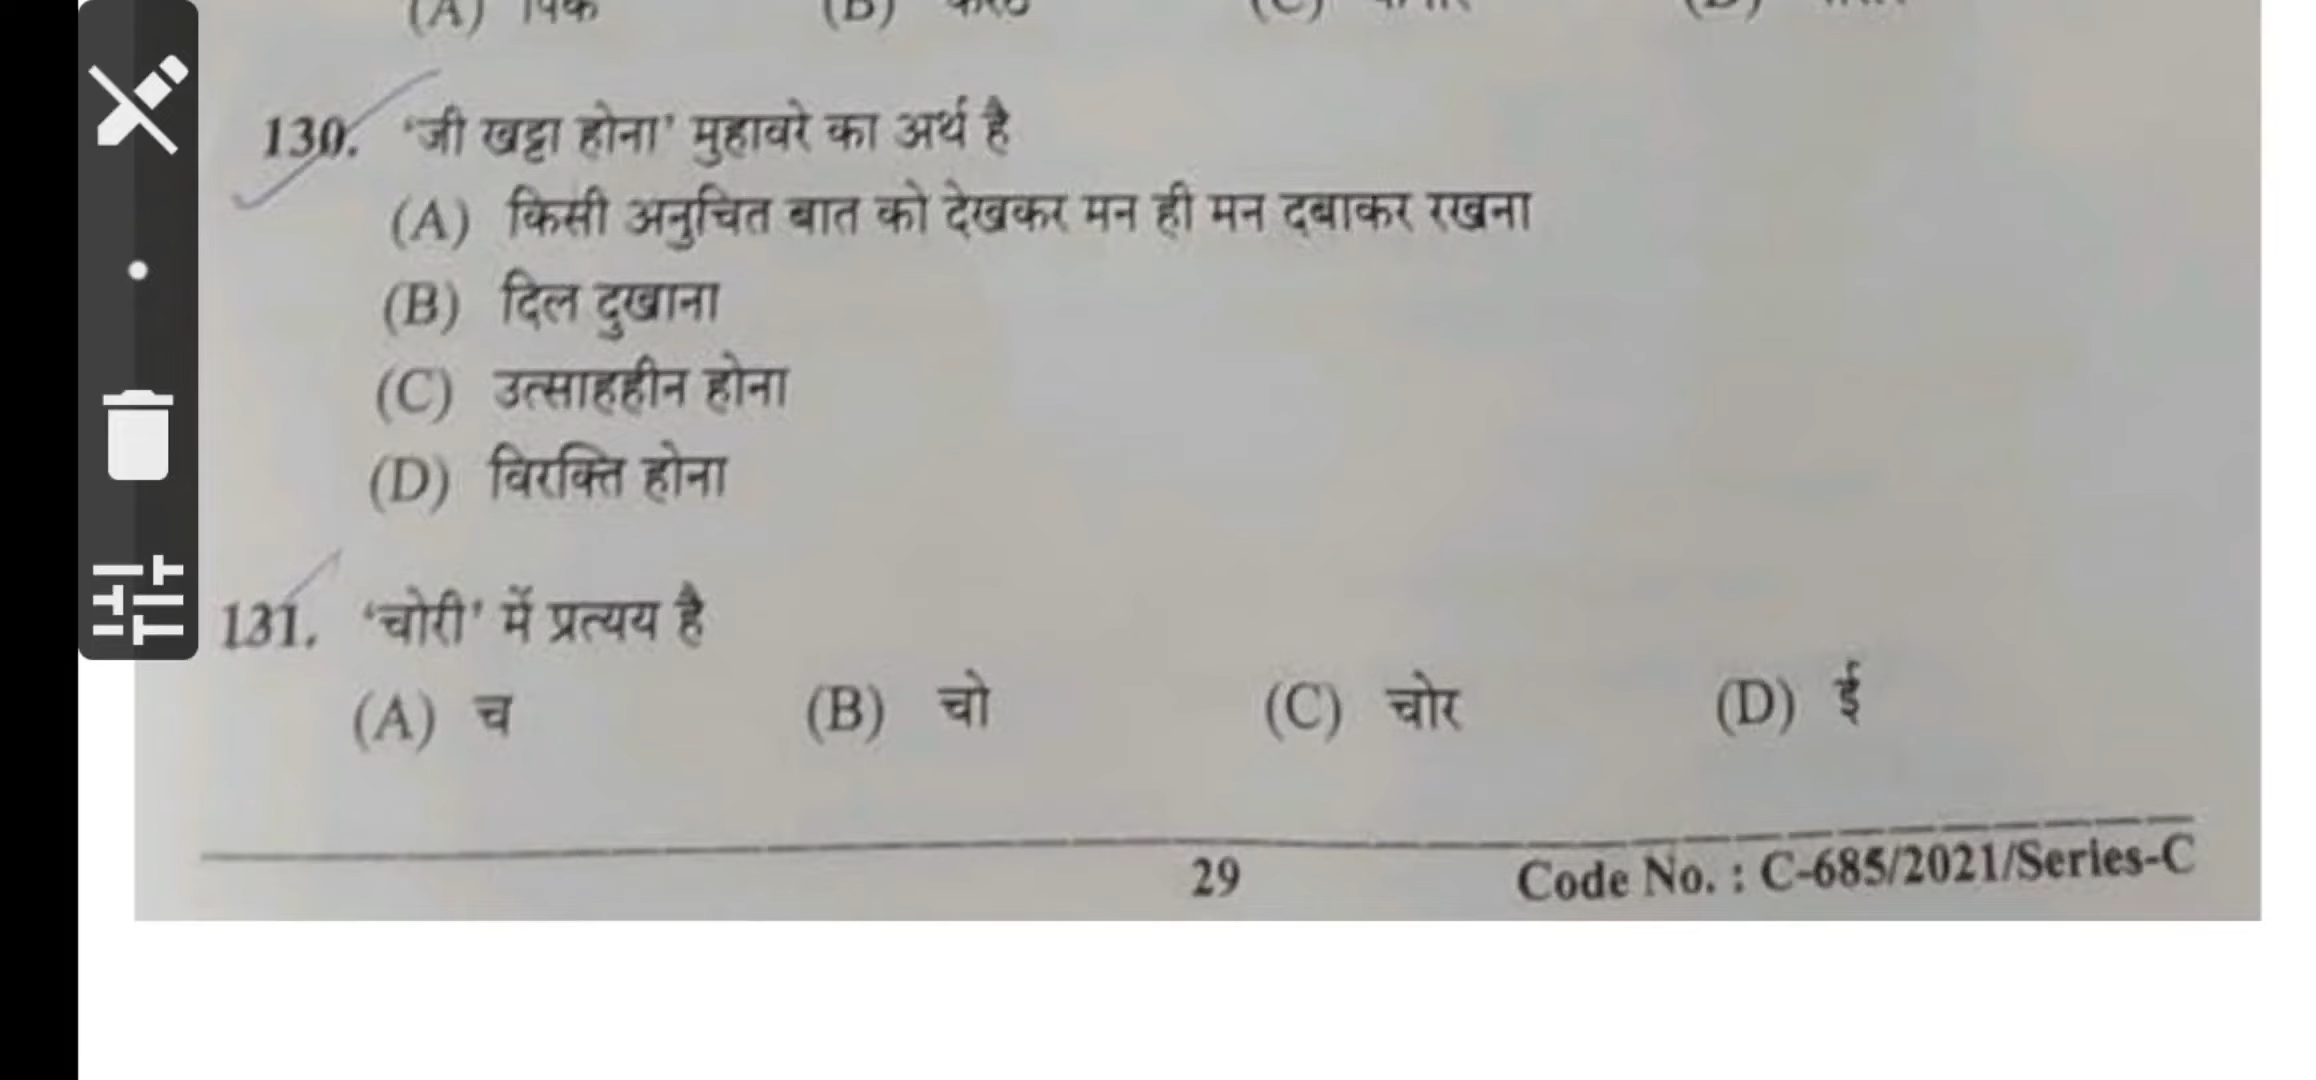 (A)
(B)
(C)
(D)
130. 'जी खट्टा होना' मुहावरे का अर्थ है
(A) किसी अनुचित बात को देखकर मन ही मन दबाकर रखना
(B) दिल दुखाना
(C) उत्साहहीन होना
(D) विरक्ति होना
131. 'चोरी' में प्रत्यय है
(A) च (B) चो (C) चोर (D) ई
29 Code No. : C-685/2021/Series-C